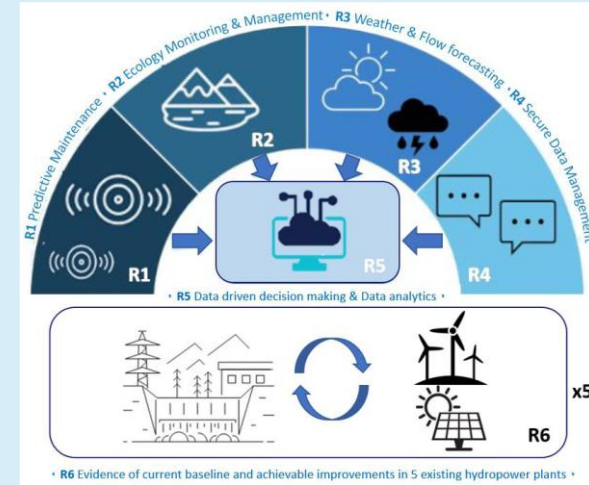 R1 Predictive Maintenance • R2 Ecology Monitoring & Management • R3 Weather & Flow forecasting • R4 Secure Data Management
R1
R2
R3
R4
R5
• R5 Data driven decision making & Data analytics •
x5
R6
• R6 Evidence of current baseline and achievable improvements in 5 existing hydropower plants •